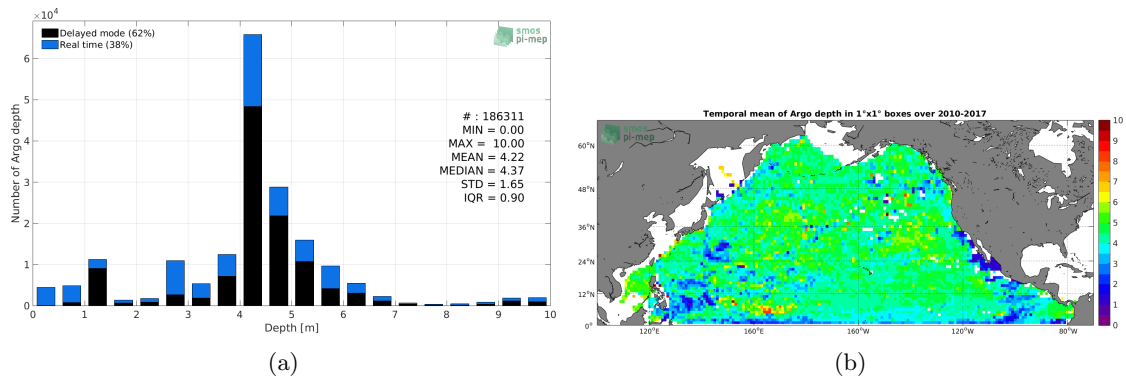 ×10⁴
Delayed mode (62%)
Real time (38%)
smos
pi-mep
# : 186311
MIN = 0.00
MAX = 10.00
MEAN = 4.22
MEDIAN = 4.37
STD = 1.65
IQR = 0.90
Number of Argo depth
6
5
4
3
2
1
0
0 1 2 3 4 5 6 7 8 9 10
Depth [m]
(a)
Temporal mean of Argo depth in 1°x1° boxes over 2010-2017
smos
pi-mep
60°N
48°N
36°N
24°N
12°N
0°
120°E 160°E 160°W 120°W 80°W
10
9
8
7
6
5
4
3
2
1
0
(b)